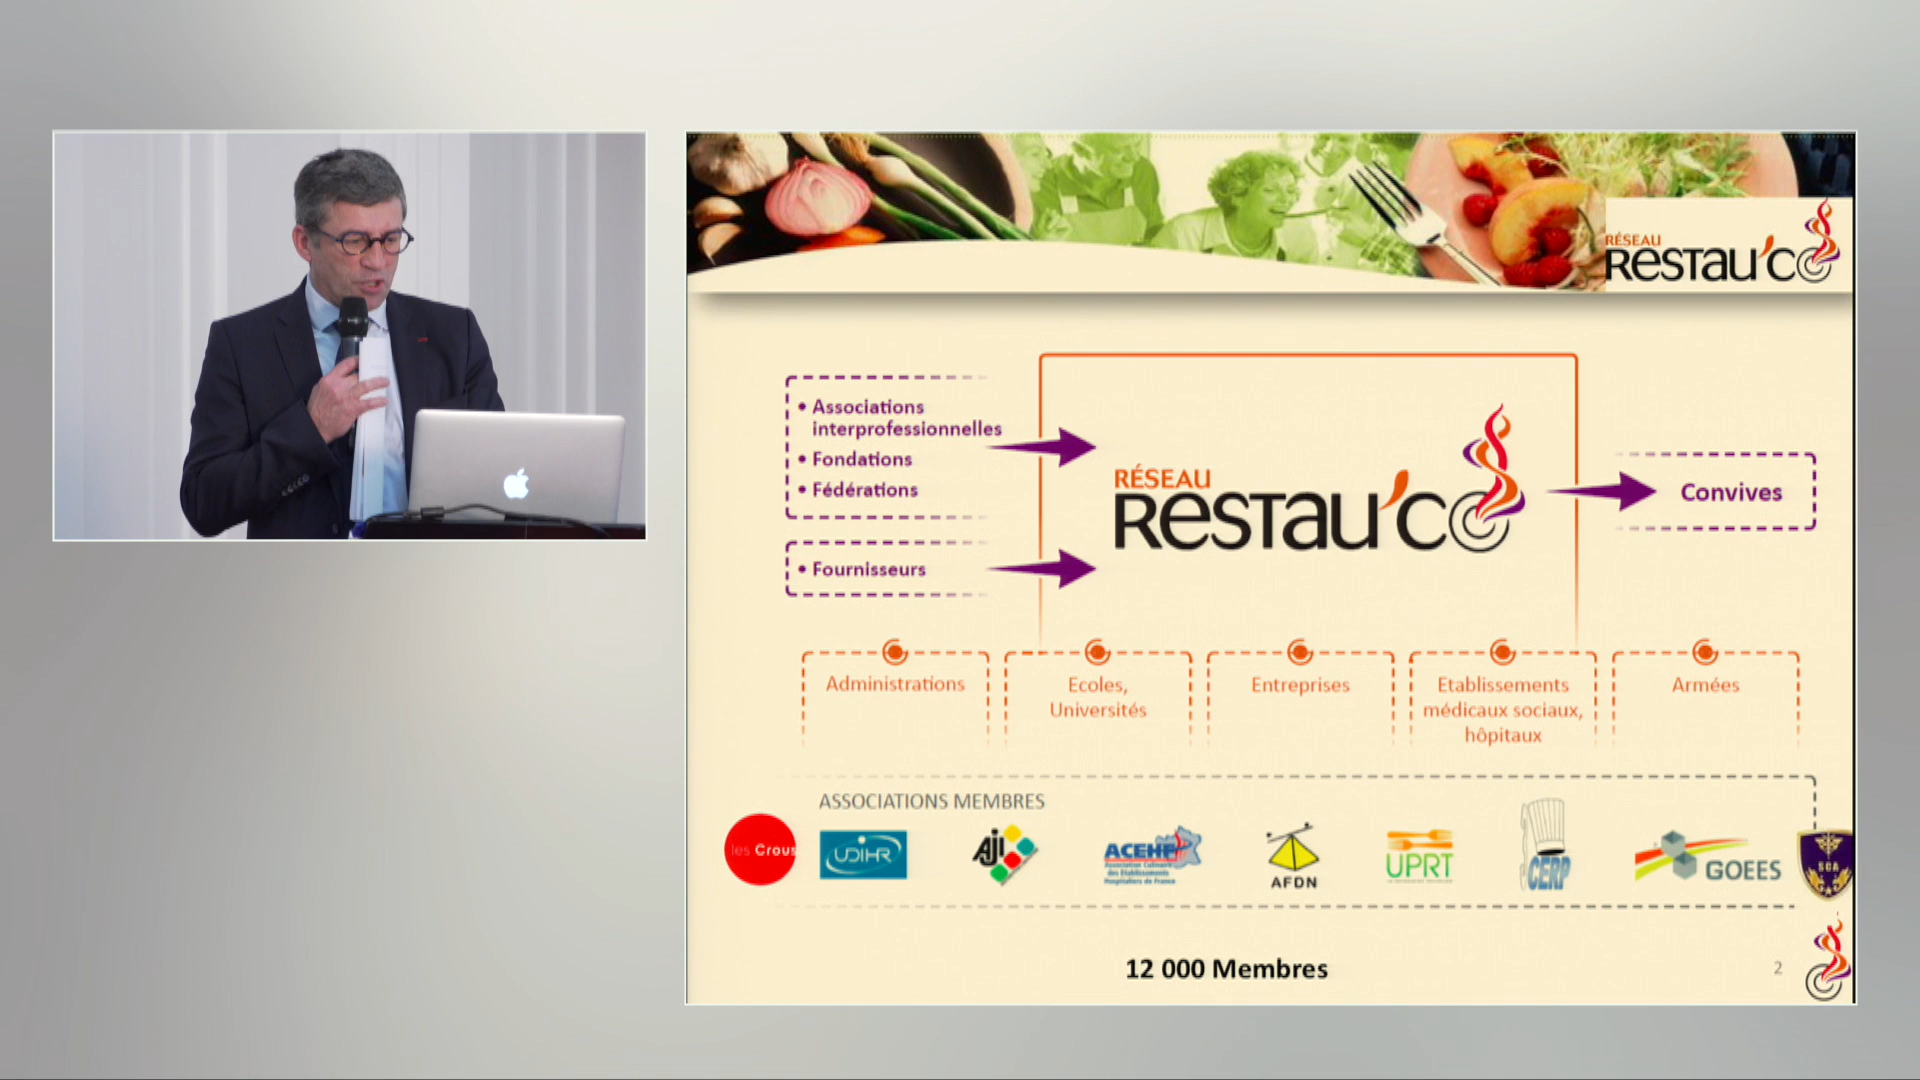 RÉSEAU
RESTAU'CO
• Associations
interprofessionnelles
• Fondations
• Fédérations
• Fournisseurs
RÉSEAU
RESTAU'CO
Convives
Administrations
Ecoles,
Universités
Entreprises
Etablissements
médicaux sociaux,
hôpitaux
Armées
ASSOCIATIONS MEMBRES
les Crous
UDIHR
AJI
ACEHF
Association Culinaire
des Etablissements
Hospitaliers de France
AFDN
UPRT
CERP
GOEES
SCA
12 000 Membres
2